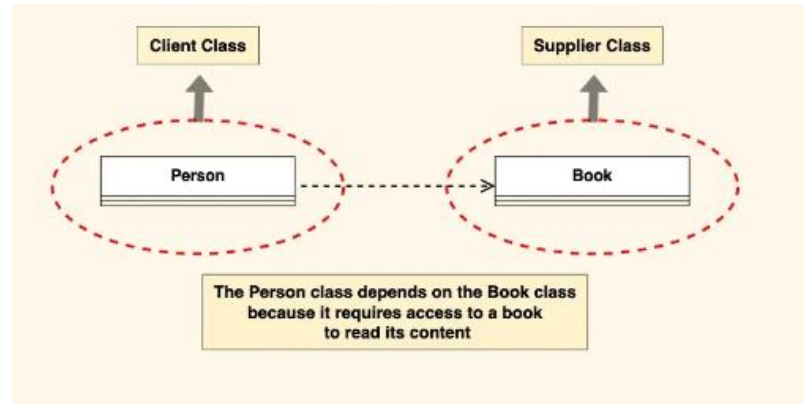 Client Class
Supplier Class
Person
Book
The Person class depends on the Book class
because it requires access to a book
to read its content